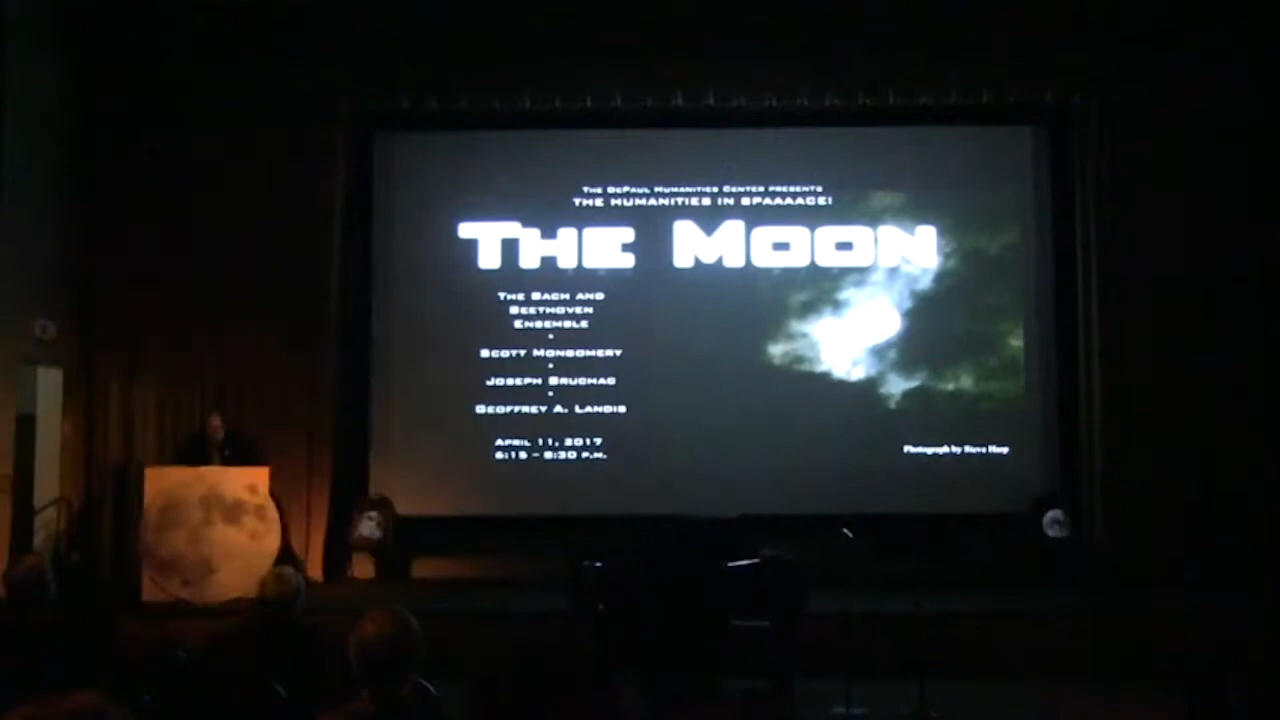 The DePaul Humanities Center presents
The Humanities in Spaaaace!
The Moon
The Bach and
Beethoven
Ensemble
•
Scott Montgomery
•
Joseph Bruchac
•
Geoffrey A. Landis
April 11, 2017
6:15 – 8:30 p.m.
Photograph by Steve Harp